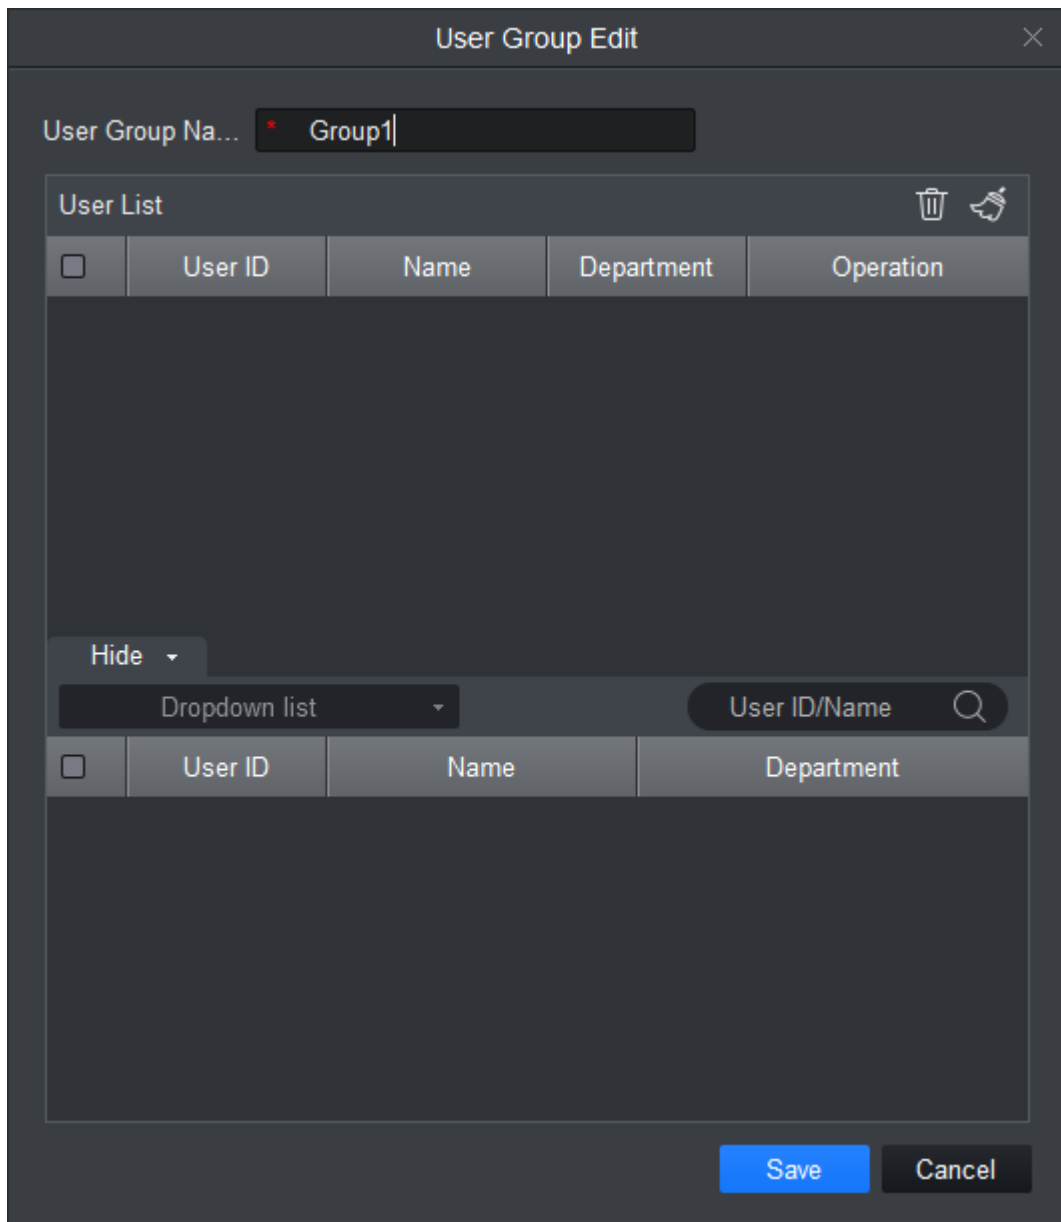 User Group Edit
User Group Na... * Group1
User List
User ID Name Department Operation
Hide
Dropdown list User ID/Name
User ID Name Department
Save Cancel